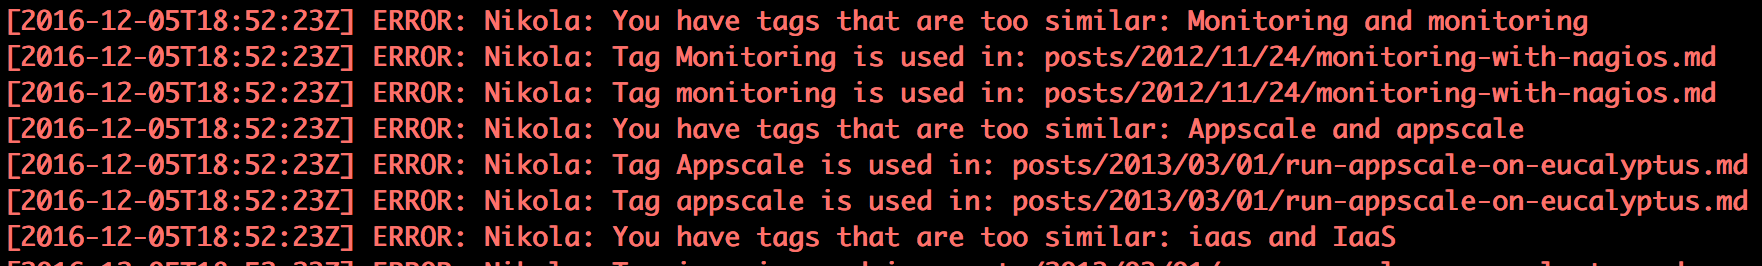 [2016-12-05T18:52:23Z] ERROR: Nikola: You have tags that are too similar: Monitoring and monitoring
[2016-12-05T18:52:23Z] ERROR: Nikola: Tag Monitoring is used in: posts/2012/11/24/monitoring-with-nagios.md
[2016-12-05T18:52:23Z] ERROR: Nikola: Tag monitoring is used in: posts/2012/11/24/monitoring-with-nagios.md
[2016-12-05T18:52:23Z] ERROR: Nikola: You have tags that are too similar: Appscale and appscale
[2016-12-05T18:52:23Z] ERROR: Nikola: Tag Appscale is used in: posts/2013/03/01/run-appscale-on-eucalyptus.md
[2016-12-05T18:52:23Z] ERROR: Nikola: Tag appscale is used in: posts/2013/03/01/run-appscale-on-eucalyptus.md
[2016-12-05T18:52:23Z] ERROR: Nikola: You have tags that are too similar: iaas and IaaS